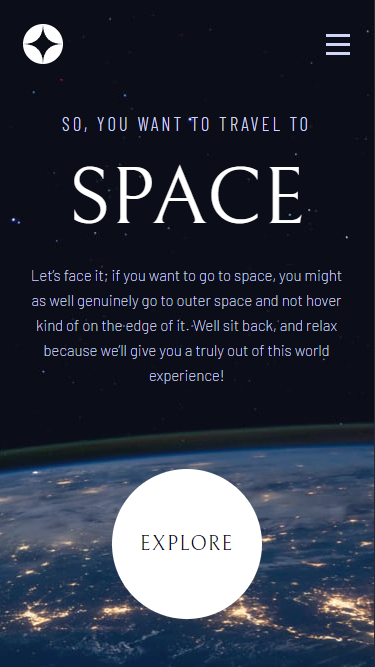 SO, YOU WANT TO TRAVEL TO
SPACE
Let’s face it; if you want to go to space, you might
as well genuinely go to outer space and not hover
kind of on the edge of it. Well sit back, and relax
because we’ll give you a truly out of this world
experience!
EXPLORE